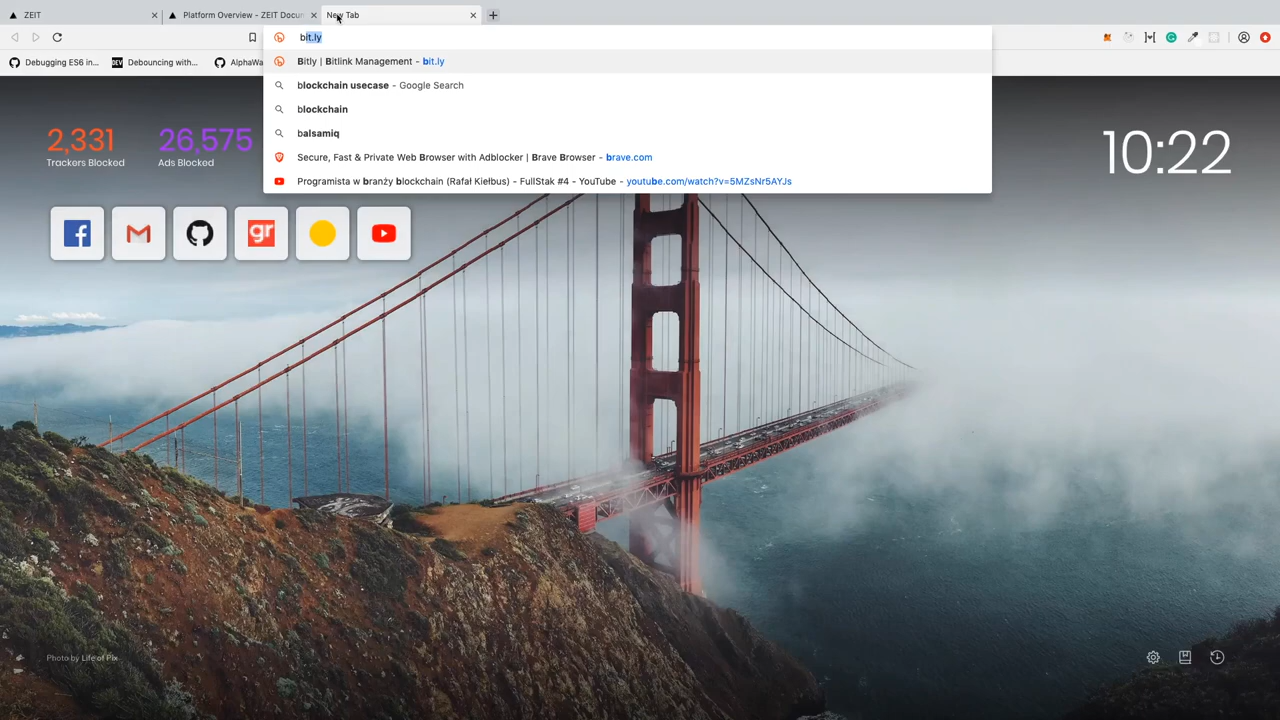 ZEIT
Platform Overview - ZEIT Docun
New Tab
bit.ly
Debugging ES6 in...
DEV Debouncing with...
AlphaWa
Bitly | Bitlink Management - bit.ly
blockchain usecase - Google Search
blockchain
balsamiq
Secure, Fast & Private Web Browser with Adblocker | Brave Browser - brave.com
Programista w branży blockchain (Rafał Kiełbus) - FullStak #4 - YouTube - youtube.com/watch?v=5MZsNr5AYJs
2,331
Trackers Blocked
26,575
Ads Blocked
10:22
gr
Photo by Life of Pix